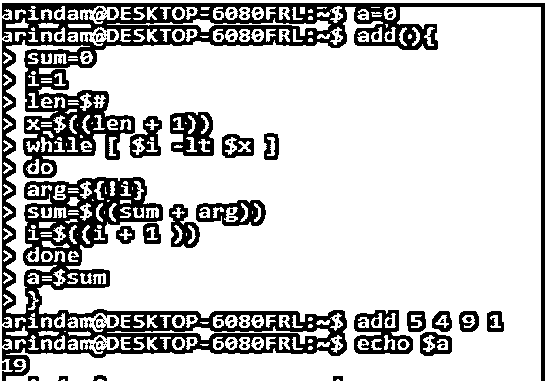 arindam@DESKTOP-6080FRL:~$ a=0
arindam@DESKTOP-6080FRL:~$ add(){
> sum=0
> i=1
> len=$#
> x=$((len + 1))
> while [ $i -lt $x ]
> do
> arg=${!i}
> sum=$((sum + arg))
> i=$((i + 1 ))
> done
> a=$sum
> }
arindam@DESKTOP-6080FRL:~$ add 5 4 9 1
arindam@DESKTOP-6080FRL:~$ echo $a
19